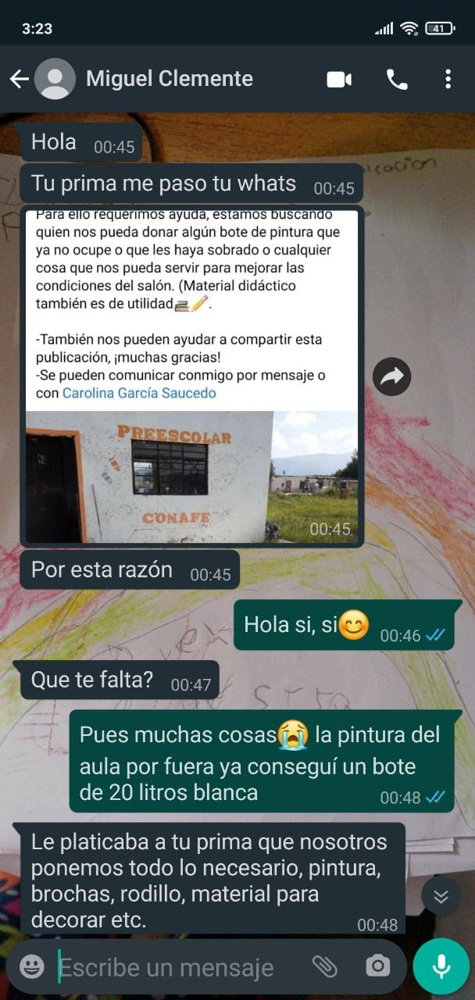 3:23
41
Miguel Clemente
Hola 00:45
Tu prima me paso tu whats 00:45
Para ello requerimos ayuda, estamos buscando
quien nos pueda donar algún bote de pintura que
ya no ocupe o que les haya sobrado o cualquier
cosa que nos pueda servir para mejorar las
condiciones del salón. (Material didáctico
también es de utilidad📚✏️.
-También nos pueden ayudar a compartir esta
publicación, ¡muchas gracias!
-Se pueden comunicar conmigo por mensaje o
con Carolina García Saucedo
PREESCOLAR
CONAFE
00:45
Por esta razón 00:45
Hola si, si😊 00:46
Que te falta? 00:47
Pues muchas cosas😭 la pintura del
aula por fuera ya conseguí un bote
de 20 litros blanca 00:48
Le platicaba a tu prima que nosotros
ponemos todo lo necesario, pintura,
brochas, rodillo, material para
decorar etc. 00:48
Escribe un mensaje